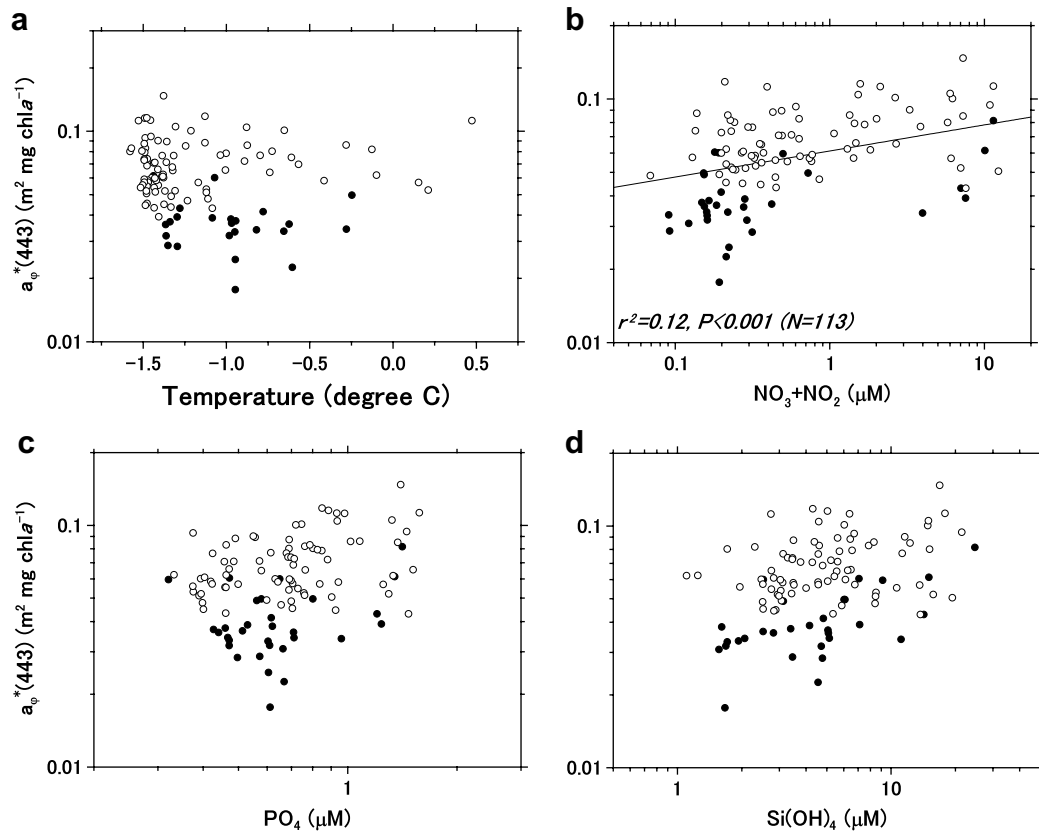 a
b
0.1
0.01
aφ*(443) (m² mg chla⁻¹)
−1.5
−1.0
−0.5
0.0
0.5
Temperature (degree C)
0.1
0.01
r²=0.12, P<0.001 (N=113)
0.1
1
10
NO₃+NO₂ (μM)
c
d
0.1
0.01
aφ*(443) (m² mg chla⁻¹)
1
PO₄ (μM)
0.1
0.01
1
10
Si(OH)₄ (μM)